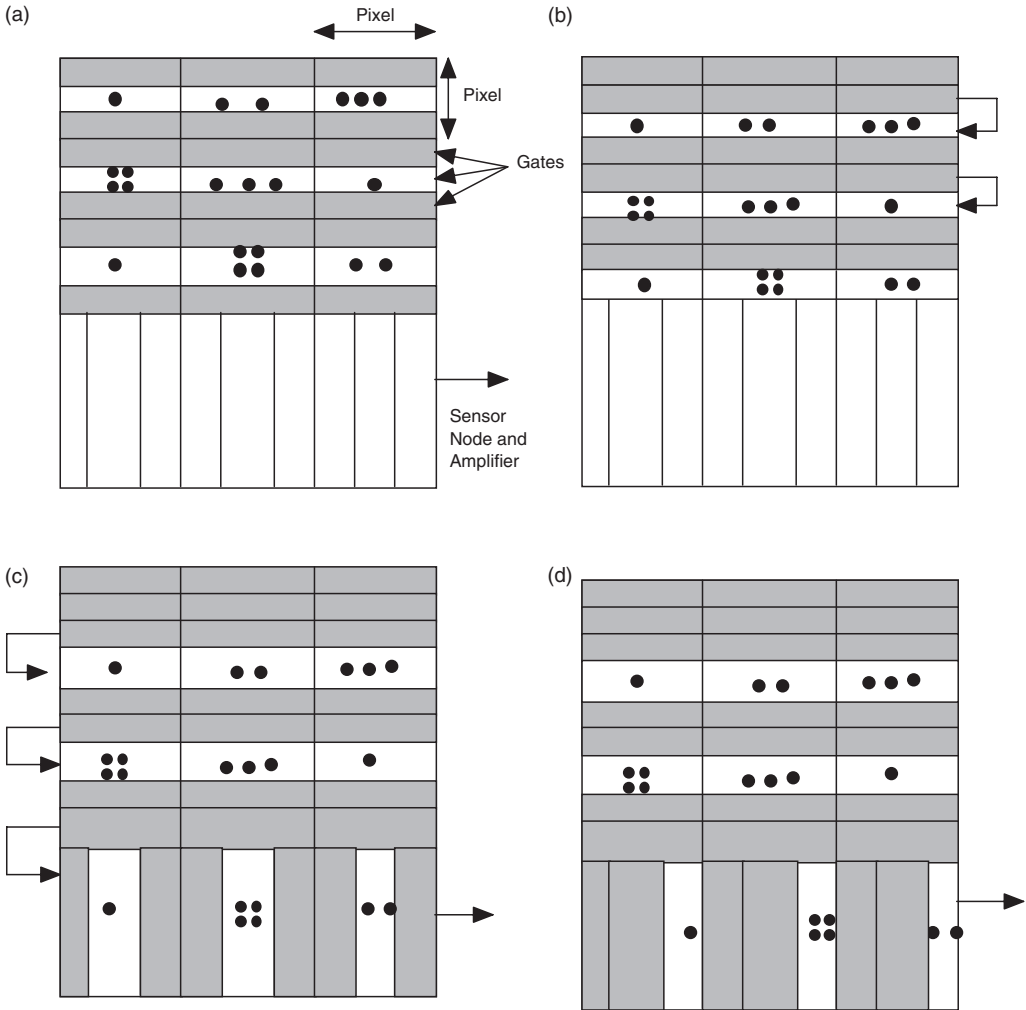 (a)
Pixel
Pixel
Gates
Sensor
Node and
Amplifier
(b)
(c)
(d)